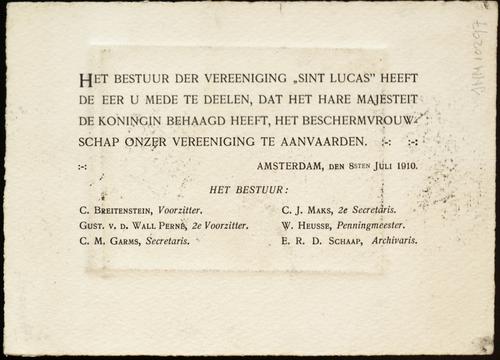 HET BESTUUR DER VEREENIGING „SINT LUCAS” HEEFT
DE EER U MEDE TE DEELEN, DAT HET HARE MAJESTEIT
DE KONINGIN BEHAAGD HEEFT, HET BESCHERMVROUW-
SCHAP ONZER VEREENIGING TE AANVAARDEN. :-: :-:
:-: AMSTERDAM, DEN 8STEN JULI 1910.
HET BESTUUR:
C. BREITENSTEIN, Voorzitter. C. J. MAKS, 2e Secretaris.
GUST. V. D. WALL PERNÉ, 2e Voorzitter. W. HEUSSE, Penningmeester.
C. M. GARMS, Secretaris. E. R. D. SCHAAP, Archivaris.
AHM10297